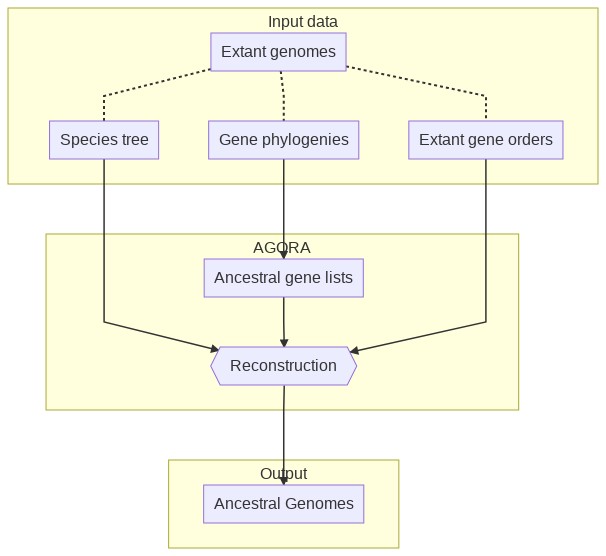 Input data
Extant genomes
Species tree
Gene phylogenies
Extant gene orders
AGORA
Ancestral gene lists
Reconstruction
Output
Ancestral Genomes